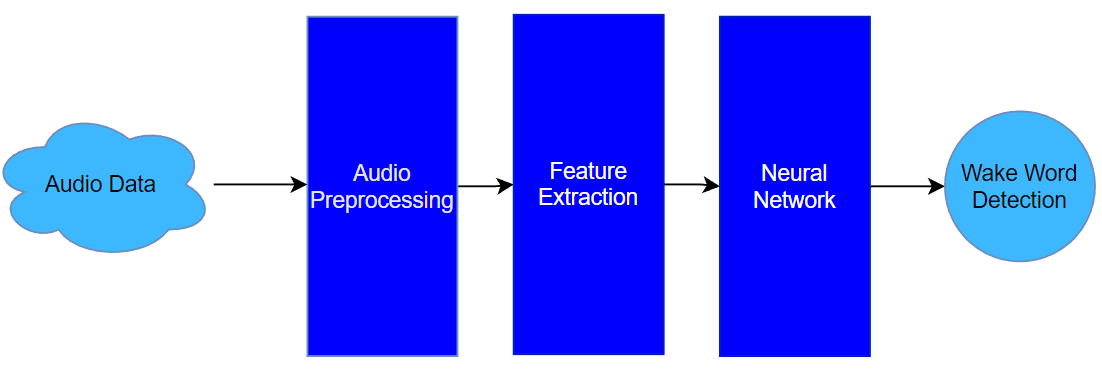 Audio Data
Audio
Preprocessing
Feature
Extraction
Neural
Network
Wake Word
Detection